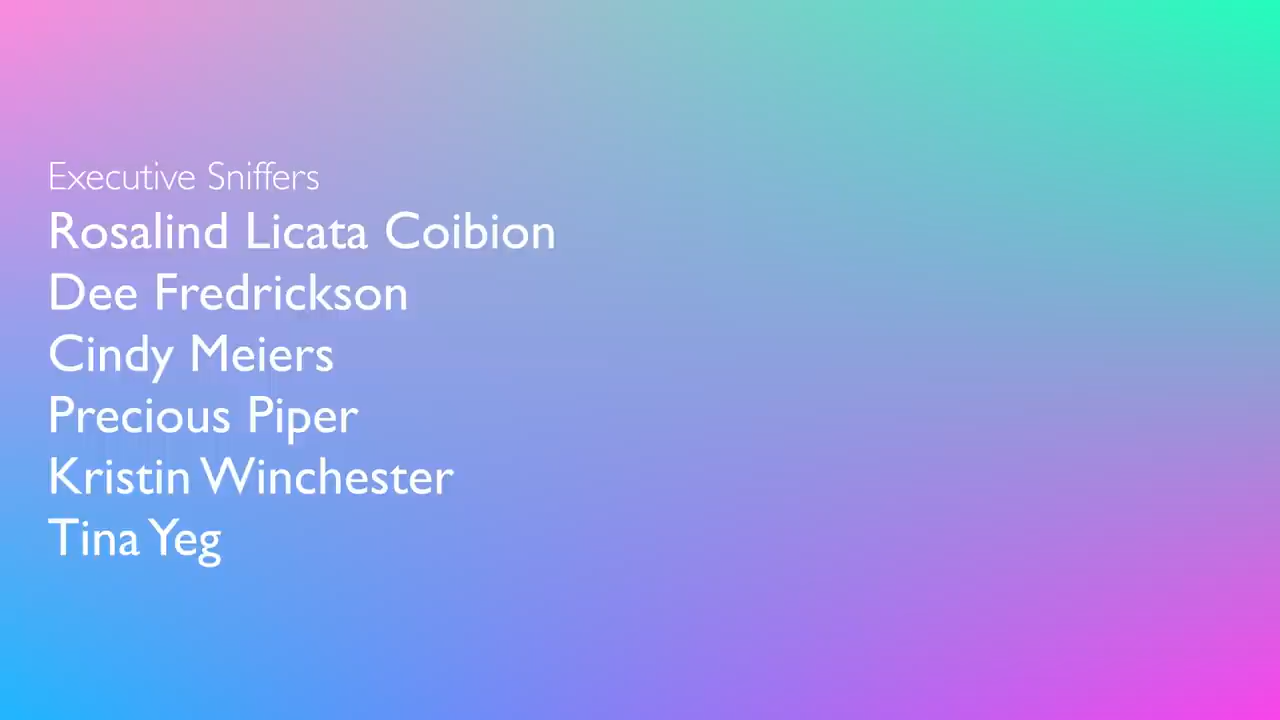 Executive Sniffers
Rosalind Licata Coibion
Dee Fredrickson
Cindy Meiers
Precious Piper
Kristin Winchester
Tina Yeg